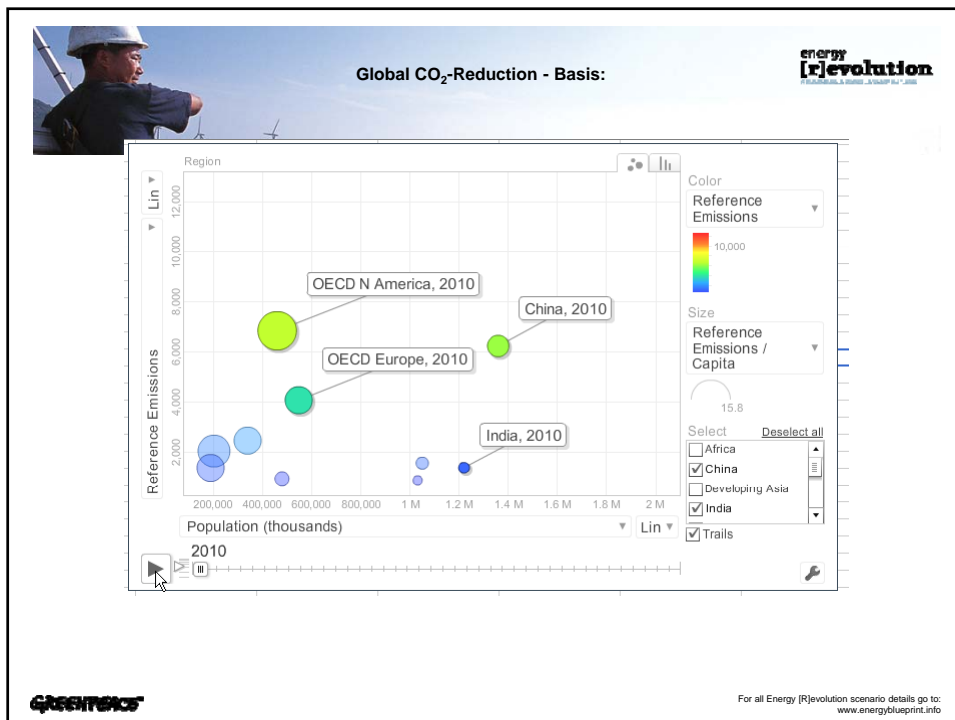 Global CO₂-Reduction - Basis:
energy
[r]evolution
Region
Lin
Reference Emissions
12,000
10,000
8,000
6,000
4,000
2,000
OECD N America, 2010
China, 2010
OECD Europe, 2010
India, 2010
200,000 400,000 600,000 800,000 1 M 1.2 M 1.4 M 1.6 M 1.8 M 2 M
Population (thousands)
Lin
2010
Color
Reference
Emissions
10,000
Size
Reference
Emissions /
Capita
15.8
Select Deselect all
Africa
China
Developing Asia
India
Trails
GREENPEACE
For all Energy [R]evolution scenario details go to:
www.energyblueprint.info